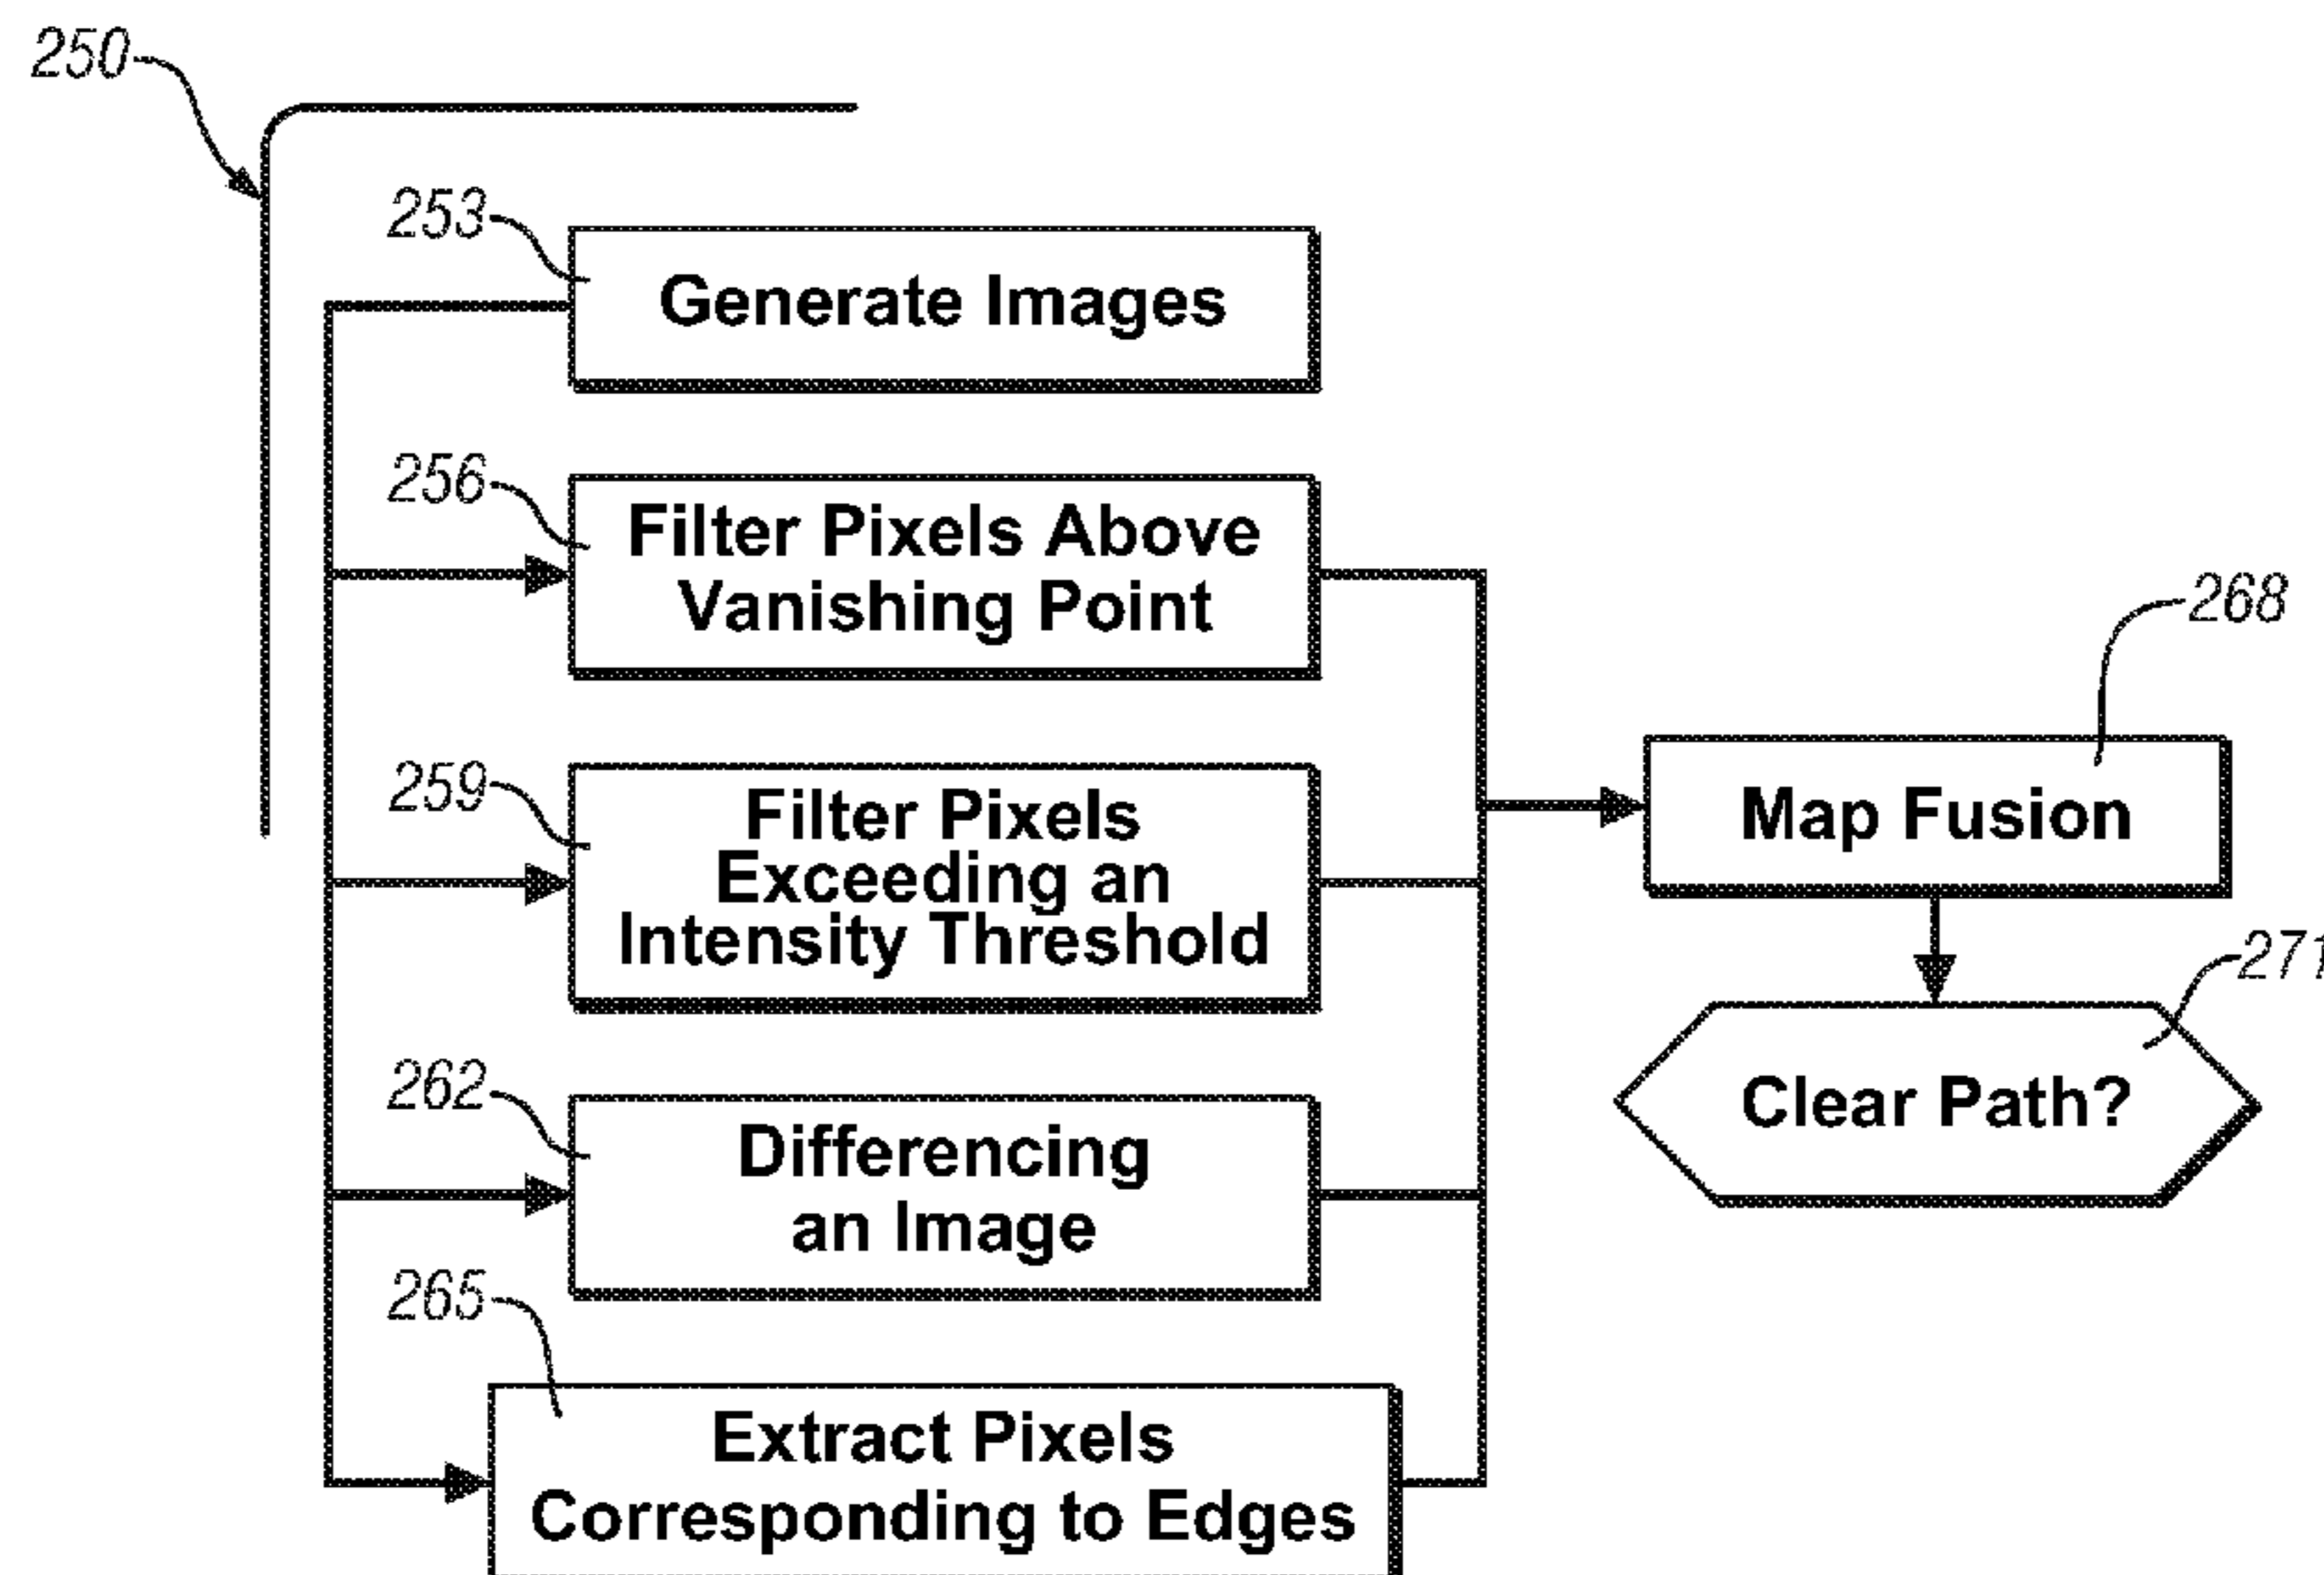 250
253
Generate Images
256
Filter Pixels Above
Vanishing Point
268
259
Filter Pixels
Exceeding an
Intensity Threshold
Map Fusion
271
262
Differencing
an Image
Clear Path?
265
Extract Pixels
Corresponding to Edges